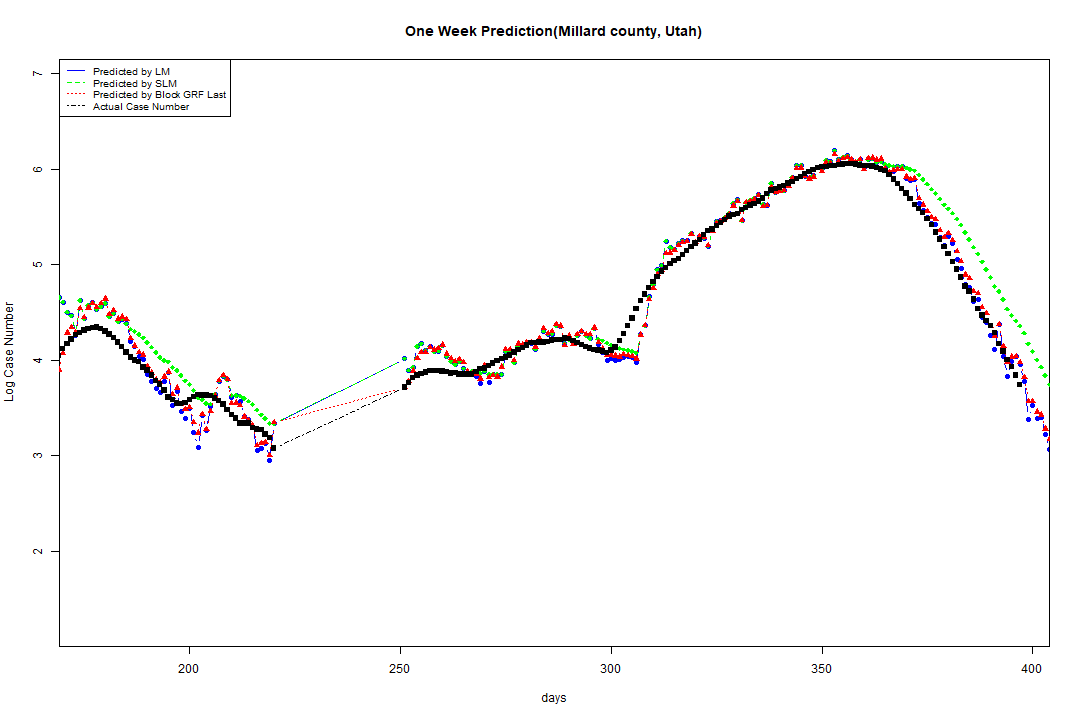 One Week Prediction(Millard county, Utah)
Predicted by LM
Predicted by SLM
Predicted by Block GRF Last
Actual Case Number
7
6
5
4
3
2
Log Case Number
200
250
300
350
400
days